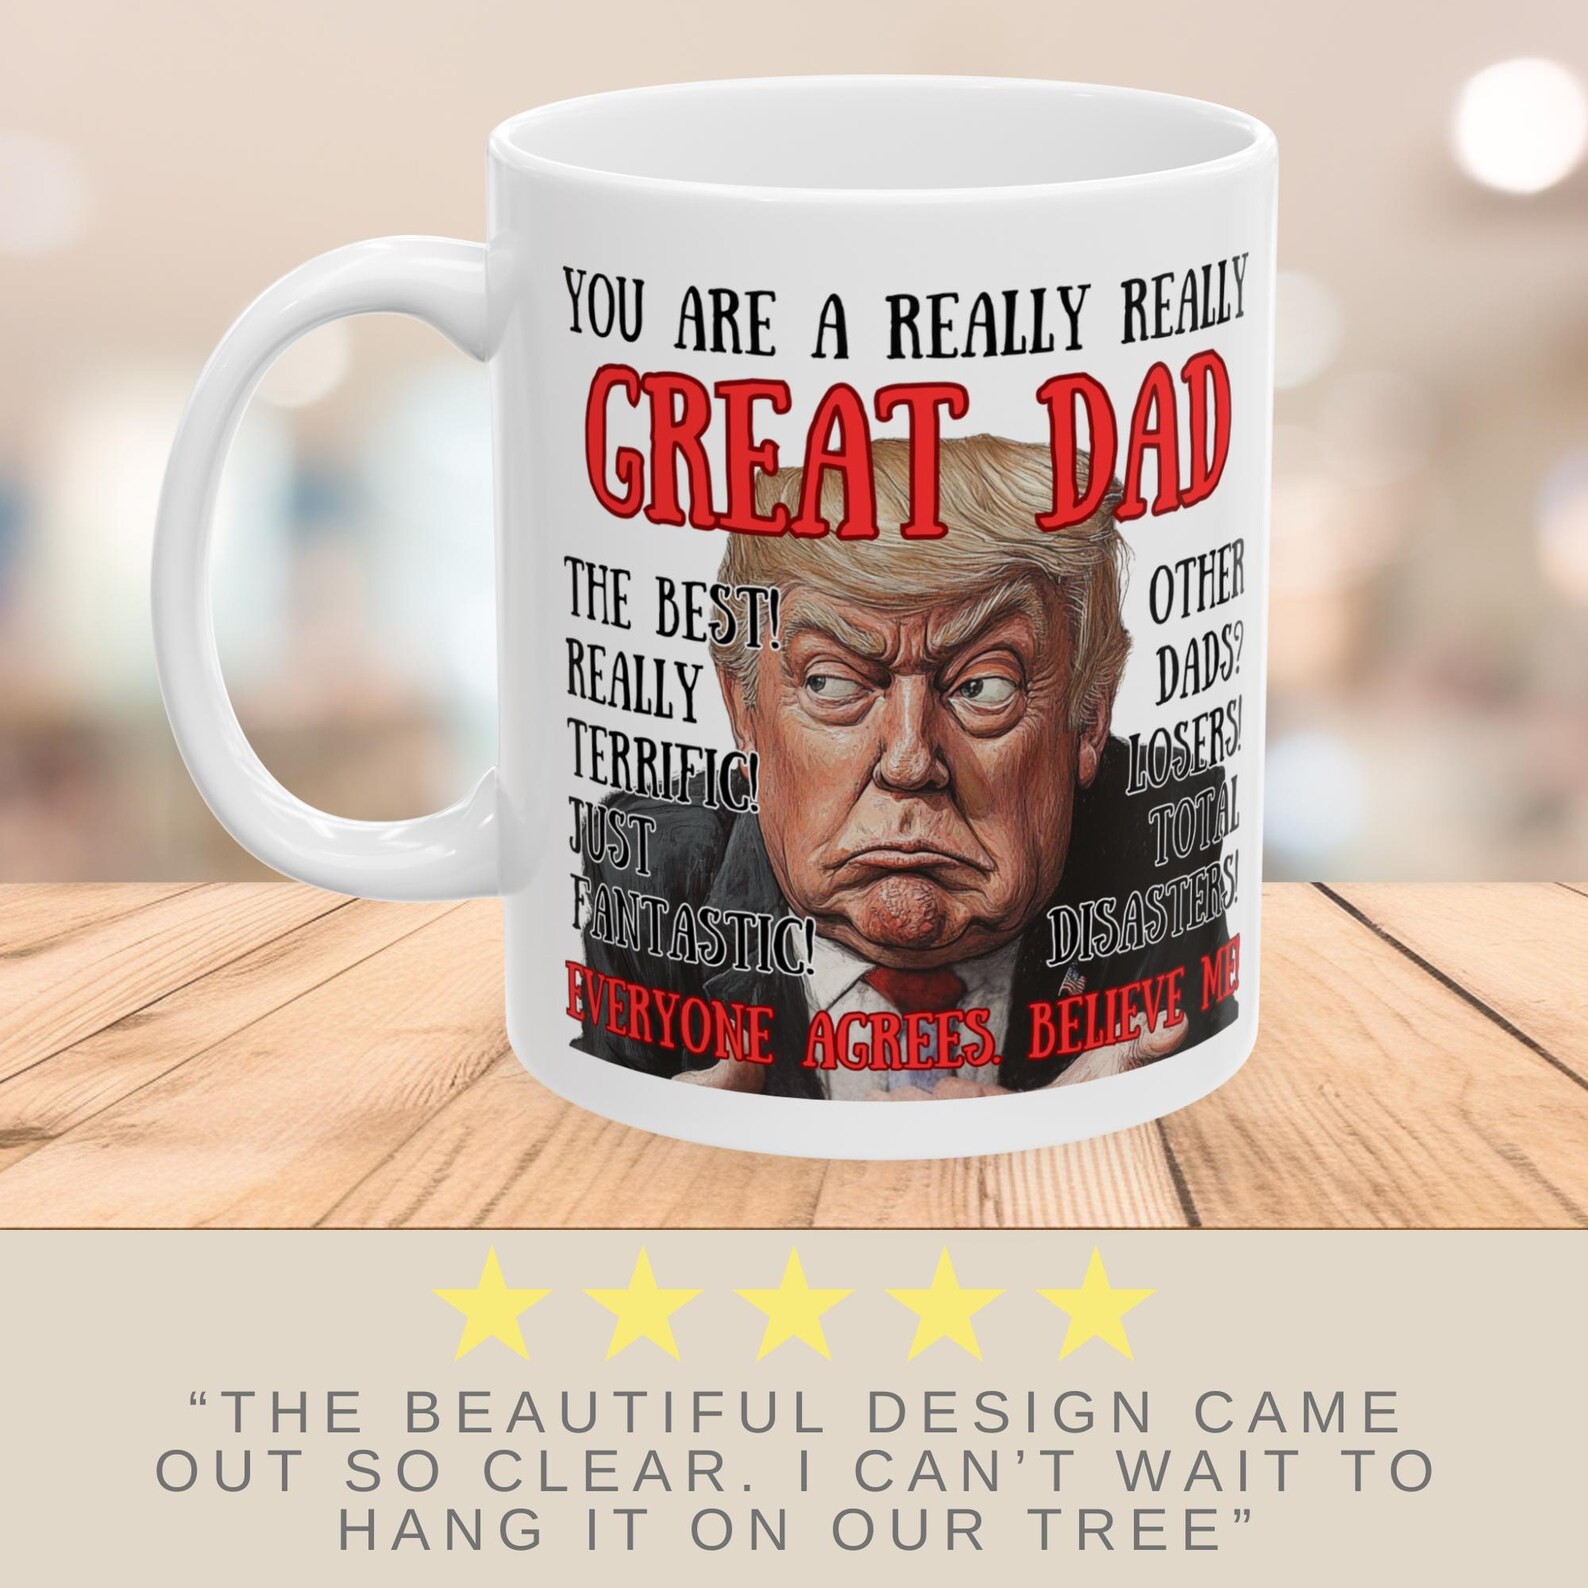 YOU ARE A REALLY REALLY
GREAT DAD
THE BEST!
REALLY
TERRIFIC!
JUST
FANTASTIC!
OTHER
DADS?
LOSERS!
TOTAL
DISASTERS!
EVERYONE AGREES. BELIEVE ME!
“THE BEAUTIFUL DESIGN CAME
OUT SO CLEAR. I CAN’T WAIT TO
HANG IT ON OUR TREE”